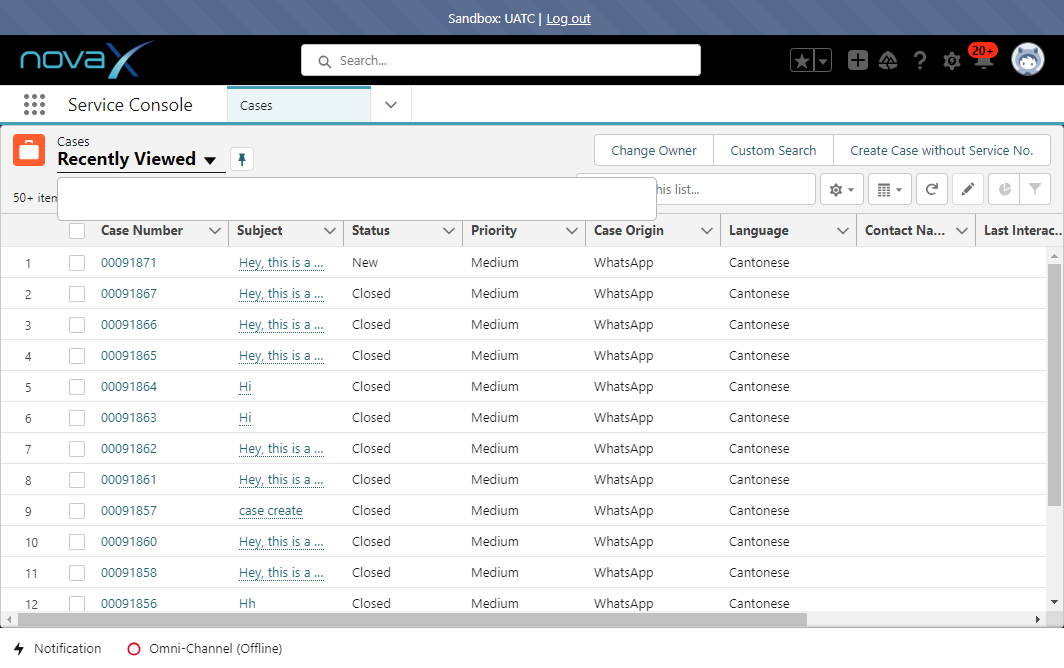 Sandbox: UATC | Log out
novaX
Search...
20+
Service Console
Cases
Cases
Recently Viewed
Change Owner
Custom Search
Create Case without Service No.
50+
this list...
Case Number Subject Status Priority Case Origin Language Contact Na... Last Interac...
1 00091871 Hey, this is a ... New Medium WhatsApp Cantonese
2 00091867 Hey, this is a ... Closed Medium WhatsApp Cantonese
3 00091866 Hey, this is a ... Closed Medium WhatsApp Cantonese
4 00091865 Hey, this is a ... Closed Medium WhatsApp Cantonese
5 00091864 Hi Closed Medium WhatsApp Cantonese
6 00091863 Hi Closed Medium WhatsApp Cantonese
7 00091862 Hey, this is a ... Closed Medium WhatsApp Cantonese
8 00091861 Hey, this is a ... Closed Medium WhatsApp Cantonese
9 00091857 case create Closed Medium WhatsApp Cantonese
10 00091860 Hey, this is a ... Closed Medium WhatsApp Cantonese
11 00091858 Hey, this is a ... Closed Medium WhatsApp Cantonese
12 00091856 Hh Closed Medium WhatsApp Cantonese
Notification
Omni-Channel (Offline)